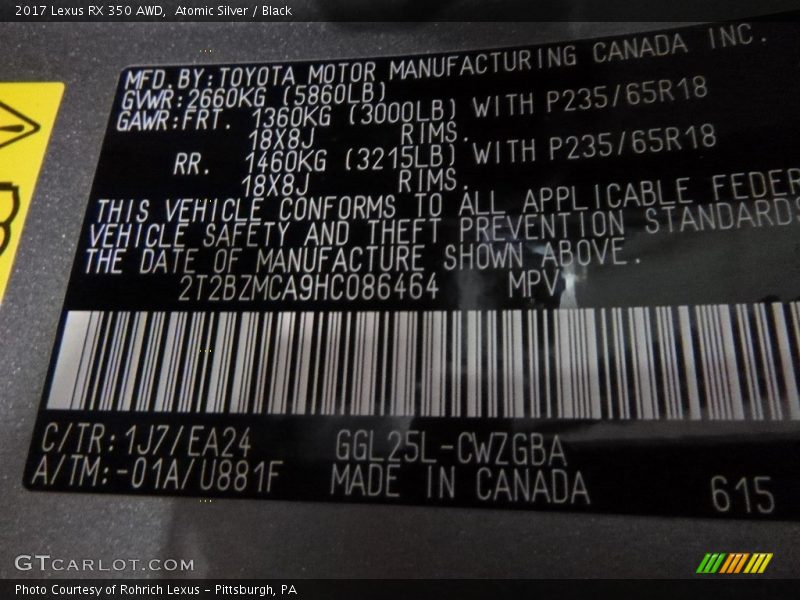 2017 Lexus RX 350 AWD,  Atomic Silver / Black
MFD.BY:TOYOTA MOTOR MANUFACTURING CANADA INC.
GVWR:2660KG (5860LB)
GAWR:FRT. 1360KG (3000LB) WITH P235/65R18
18X8J RIMS.
RR. 1460KG (3215LB) WITH P235/65R18
18X8J RIMS.
THIS VEHICLE CONFORMS TO ALL APPLICABLE FEDER
VEHICLE SAFETY AND THEFT PREVENTION STANDARDS
THE DATE OF MANUFACTURE SHOWN ABOVE.
2T2BZMCA9HC086464 MPV
C/TR:1J7/EA24 GGL25L-CWZGBA
A/TM:-01A/U881F MADE IN CANADA 615
GTCARLOT.COM
Photo Courtesy of Rohrich Lexus – Pittsburgh, PA